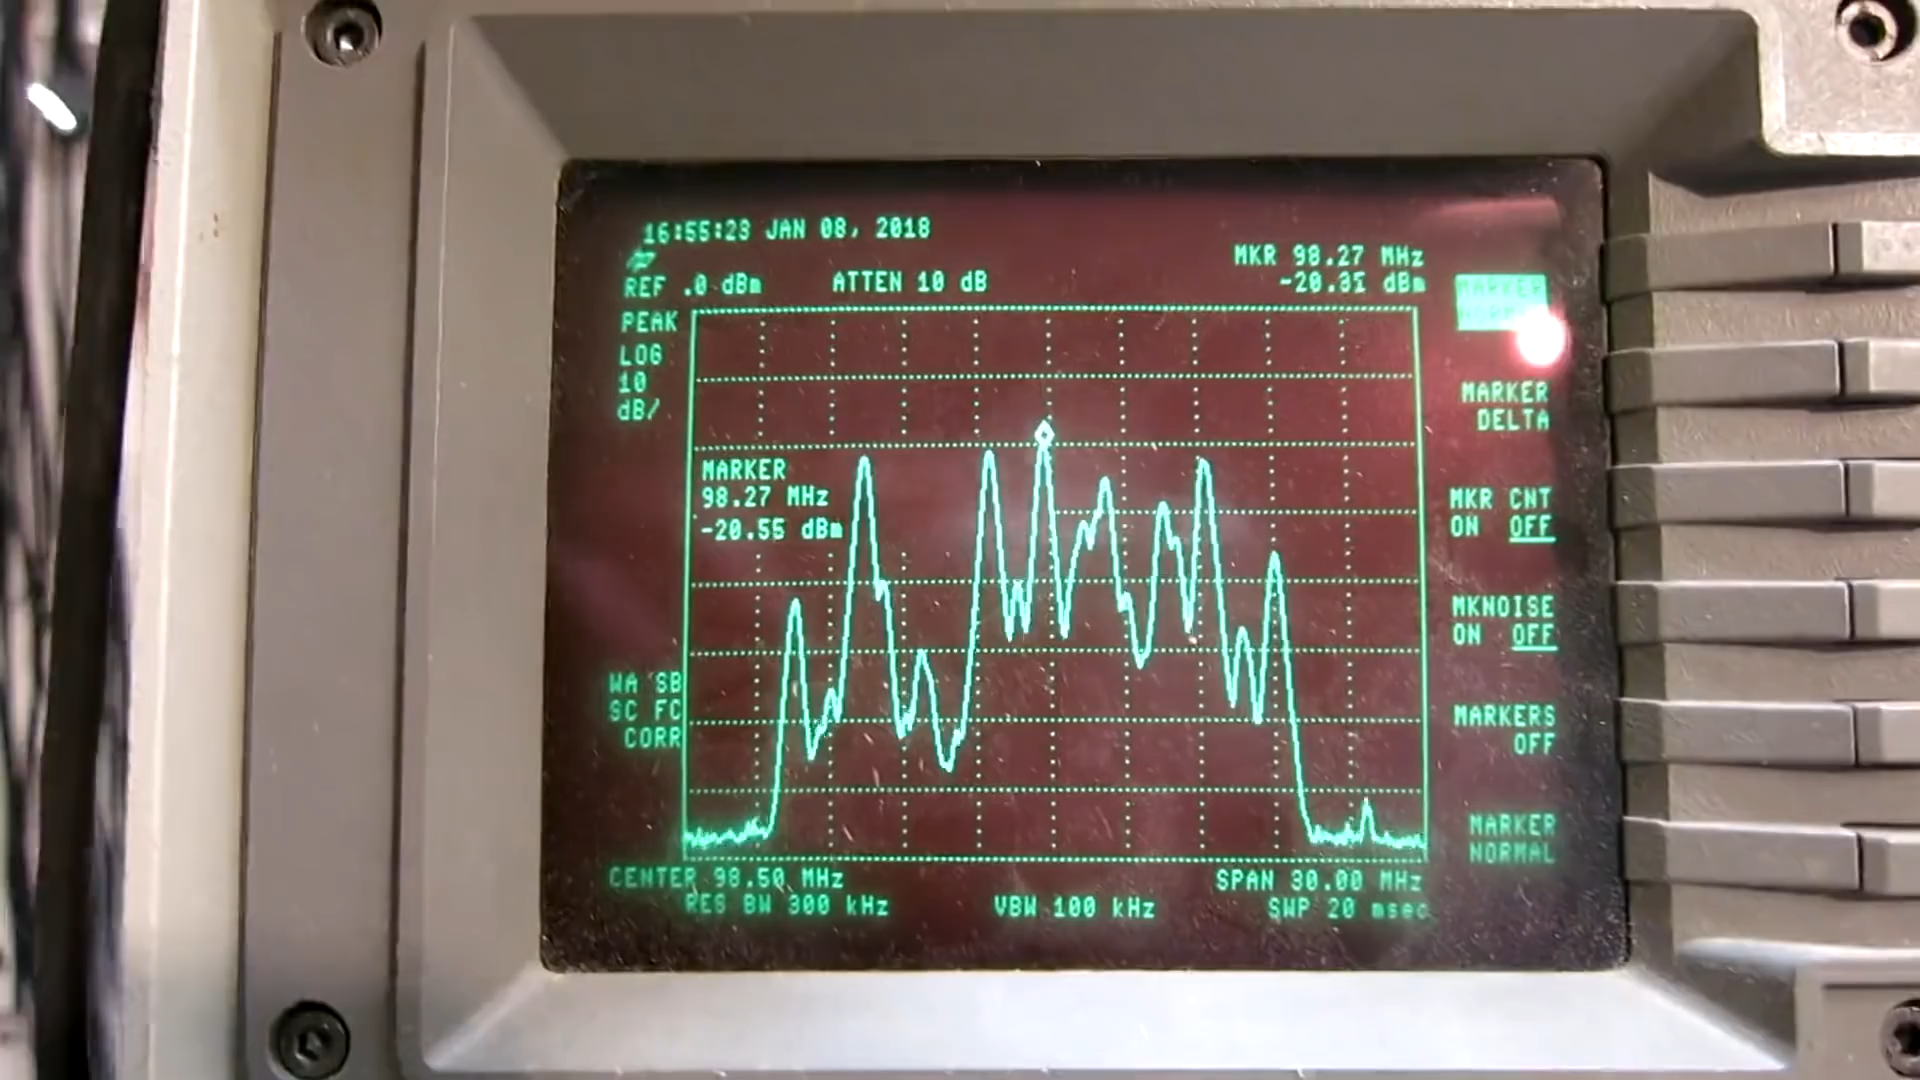 16:55:23 JAN 08, 2018
hp
REF .0 dBm ATTEN 10 dB
MKR 98.27 MHz
-20.31 dBm
PEAK
LOG
10
dB/
MARKER
98.27 MHz
-20.55 dBm
WA SB
SC FC
CORR
CENTER 98.50 MHz SPAN 30.00 MHz
RES BW 300 kHz VBW 100 kHz SWP 20 msec
MARKER
NORMAL
MARKER
DELTA
MKR CNT
ON OFF
MKNOISE
ON OFF
MARKERS
OFF
MARKER
NORMAL